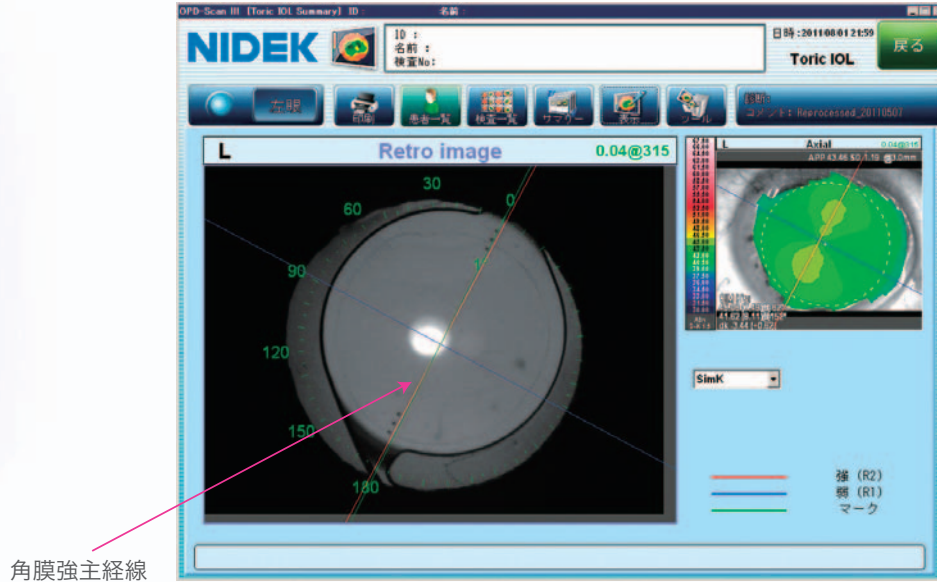 OPD-Scan III [Toric IOL Summary] ID: 名前:
NIDEK
ID :
名前 :
検査No:
日時:2011/08/01 21:59
Toric IOL
戻る
左眼
印刷
患者一覧
検査一覧
サマリー
表示
ツール
診断:
コメント: Reprocessed_20110507
L Retro image 0.04@315
30
0
60
90
120
150
180
L Axial 0.04@315
SimK
強 (R2)
弱 (R1)
マーク
角膜強主経線